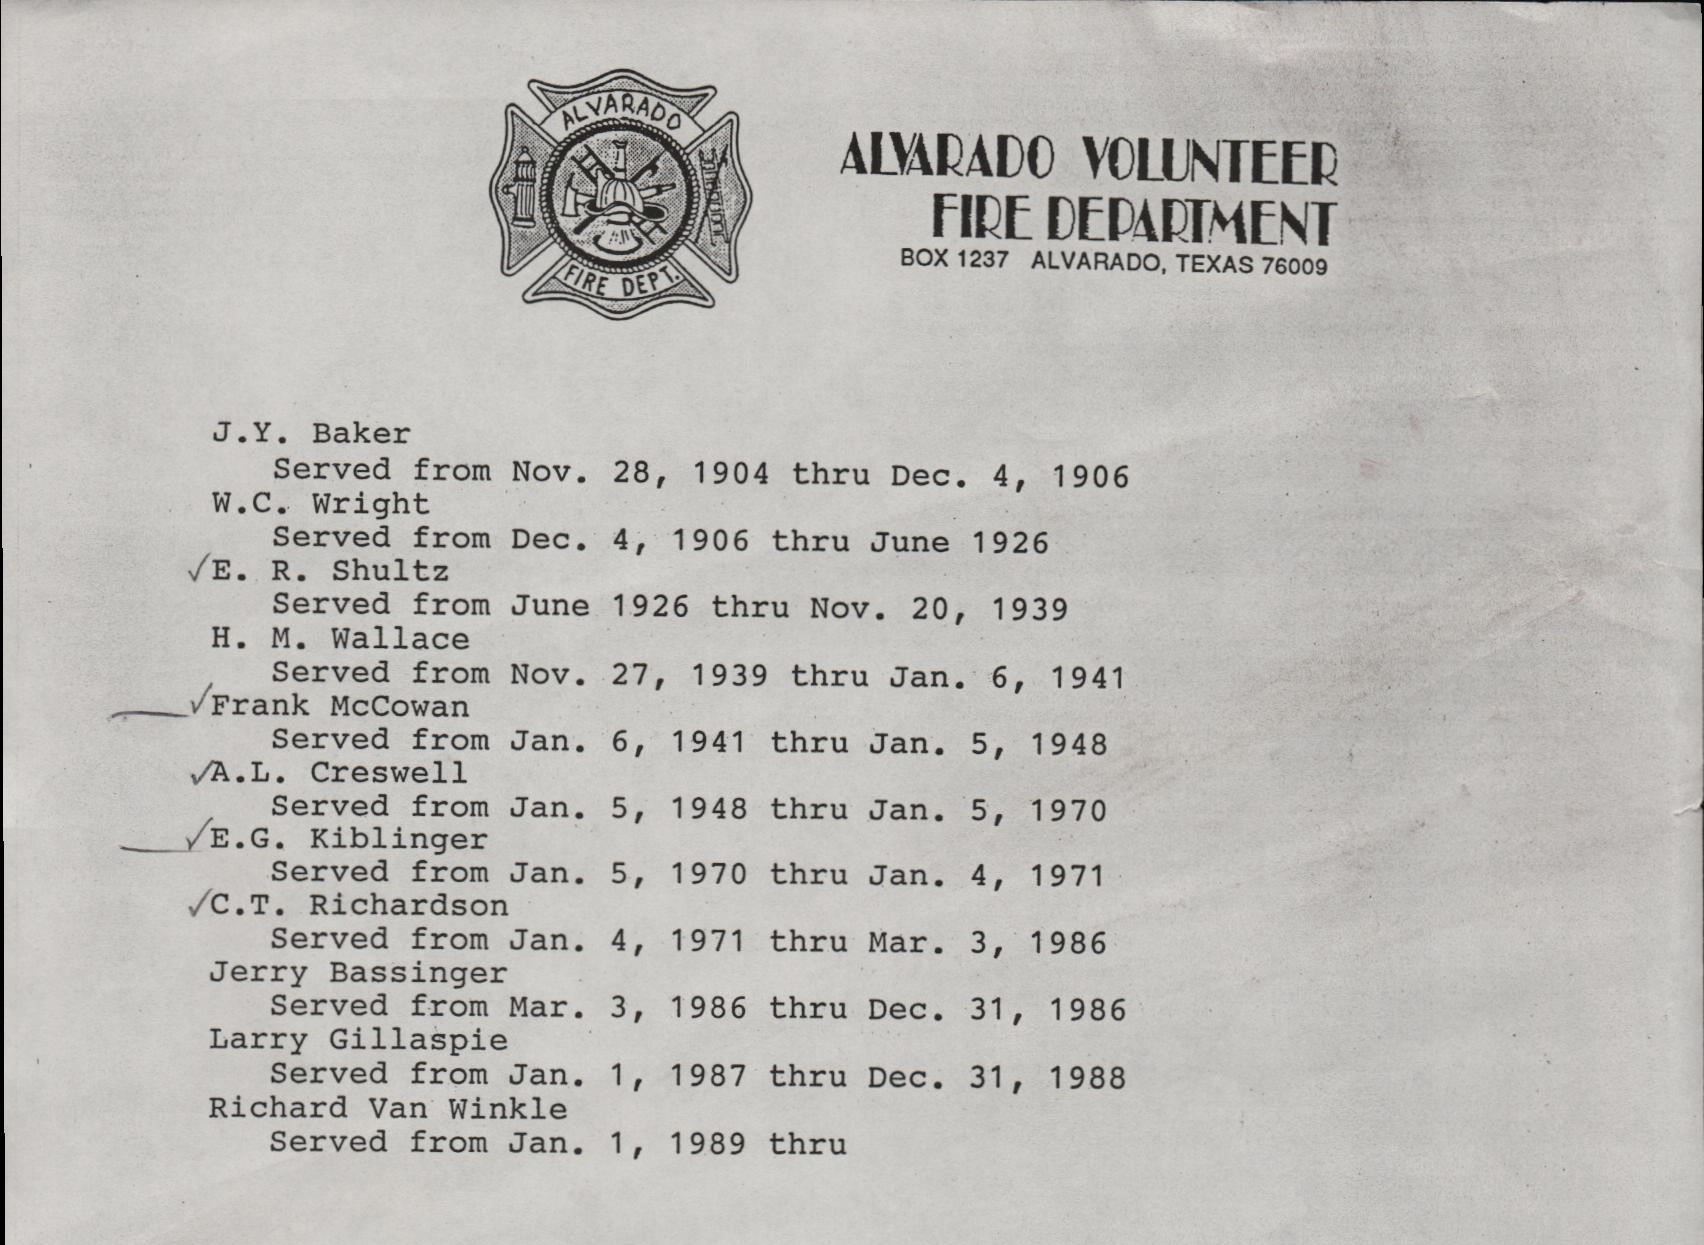 ALVARADO
FIRE DEPT.
ALVARADO VOLUNTEER
FIRE DEPARTMENT
BOX 1237 ALVARADO, TEXAS 76009
J.Y. Baker
Served from Nov. 28, 1904 thru Dec. 4, 1906
W.C. Wright
Served from Dec. 4, 1906 thru June 1926
✓E. R. Shultz
Served from June 1926 thru Nov. 20, 1939
H. M. Wallace
Served from Nov. 27, 1939 thru Jan. 6, 1941
✓Frank McCowan
Served from Jan. 6, 1941 thru Jan. 5, 1948
✓A.L. Creswell
Served from Jan. 5, 1948 thru Jan. 5, 1970
✓E.G. Kiblinger
Served from Jan. 5, 1970 thru Jan. 4, 1971
✓C.T. Richardson
Served from Jan. 4, 1971 thru Mar. 3, 1986
Jerry Bassinger
Served from Mar. 3, 1986 thru Dec. 31, 1986
Larry Gillaspie
Served from Jan. 1, 1987 thru Dec. 31, 1988
Richard Van Winkle
Served from Jan. 1, 1989 thru